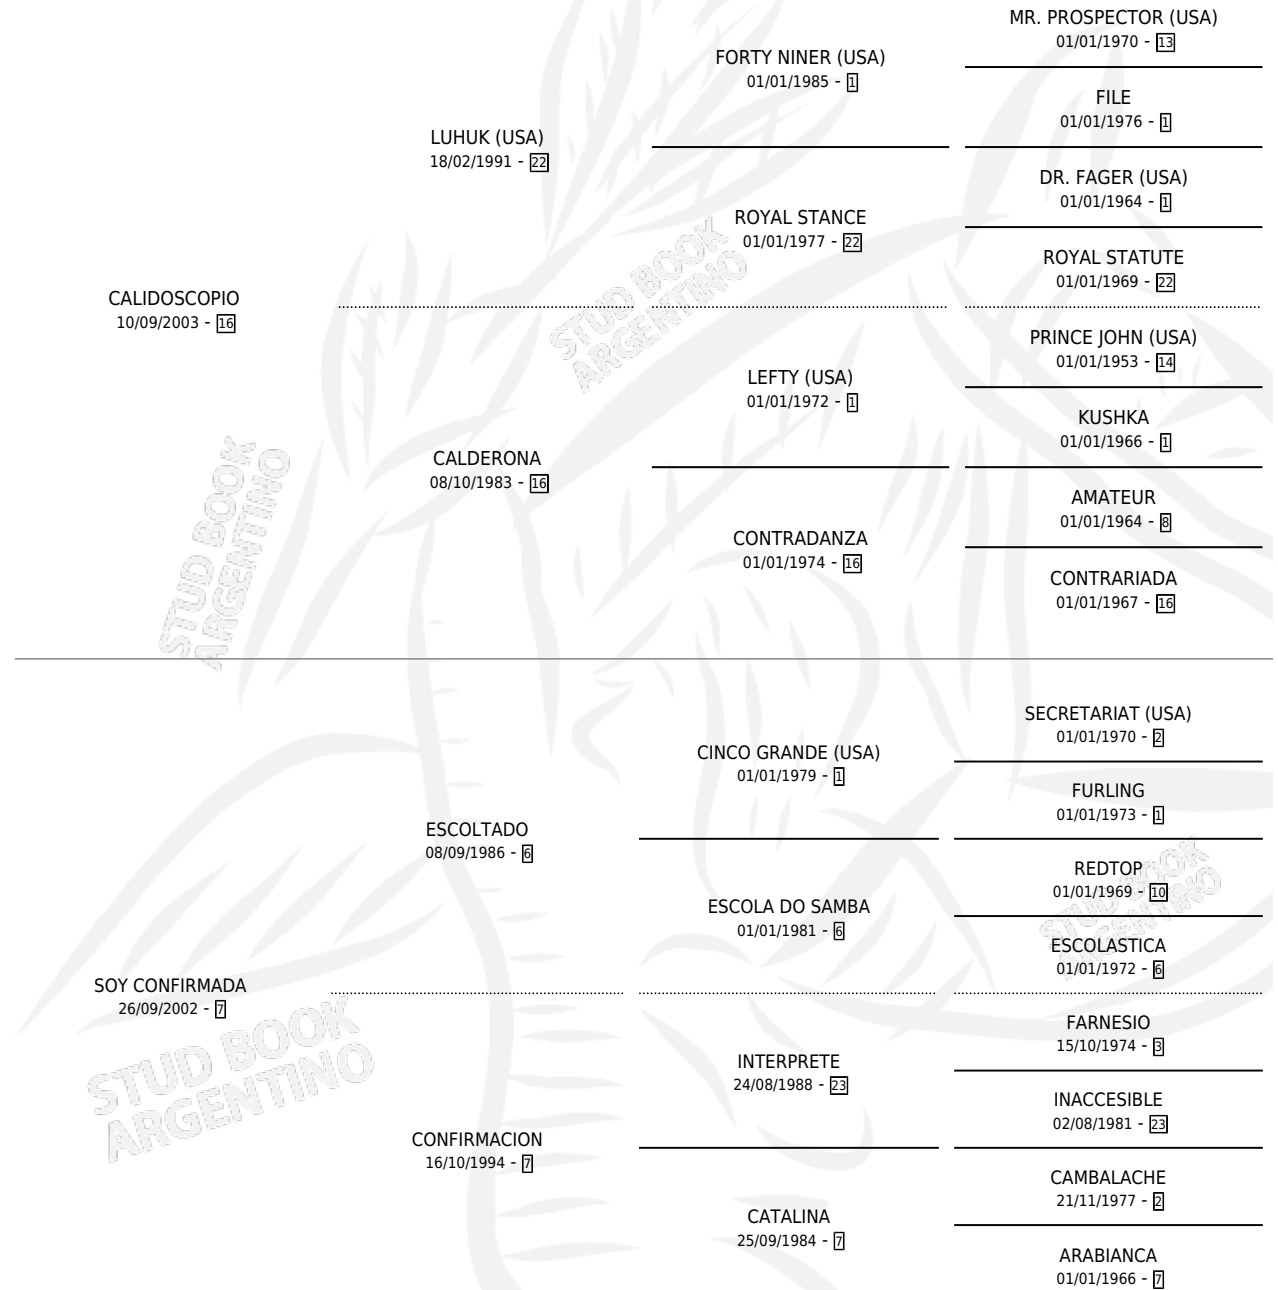 MR. PROSPECTOR (USA)
01/01/1970 - 13
FORTY NINER (USA)
01/01/1985 - 1
FILE
01/01/1976 - 1
LUHUK (USA)
18/02/1991 - 22
DR. FAGER (USA)
01/01/1964 - 1
ROYAL STANCE
01/01/1977 - 22
ROYAL STATUTE
01/01/1969 - 22
CALIDOSCOPIO
10/09/2003 - 16
STUD BOOK
ARGENTINO
PRINCE JOHN (USA)
01/01/1953 - 14
LEFTY (USA)
01/01/1972 - 1
KUSHKA
01/01/1966 - 1
CALDERONA
08/10/1983 - 16
AMATEUR
01/01/1964 - 8
CONTRADANZA
01/01/1974 - 16
CONTRARIADA
01/01/1967 - 16
STUD BOOK
ARGENTINO
SECRETARIAT (USA)
01/01/1970 - 2
CINCO GRANDE (USA)
01/01/1979 - 1
FURLING
01/01/1973 - 1
ESCOLTADO
08/09/1986 - 6
REDTOP
01/01/1969 - 10
ESCOLA DO SAMBA
01/01/1981 - 6
ESCOLASTICA
01/01/1972 - 6
STUD BOOK
ARGENTINO
SOY CONFIRMADA
26/09/2002 - 7
FARNESIO
15/10/1974 - 3
INTERPRETE
24/08/1988 - 23
INACCESIBLE
02/08/1981 - 23
STUD BOOK
ARGENTINO
CONFIRMACION
16/10/1994 - 7
CAMBALACHE
21/11/1977 - 2
CATALINA
25/09/1984 - 7
ARABIANCA
01/01/1966 - 7